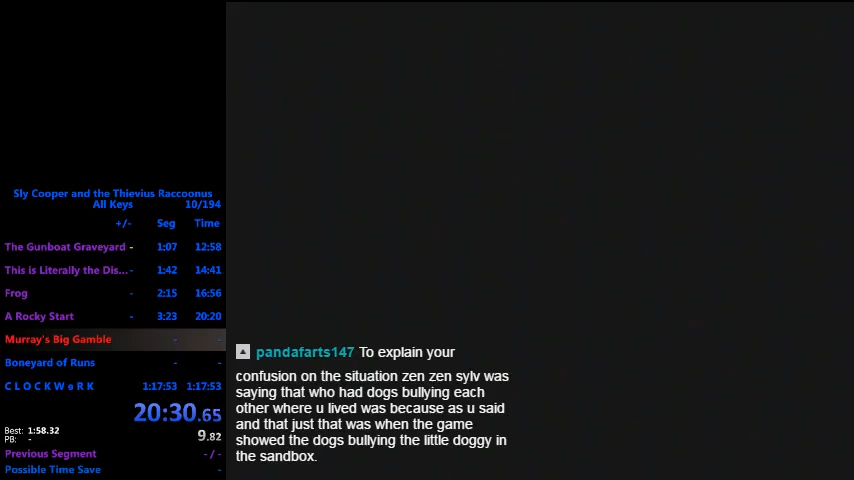 Sly Cooper and the Thievius Raccoonus
All Keys 10/194
+/- Seg Time
The Gunboat Graveyard - 1:07 12:58
This is Literally the Dis... - 1:42 14:41
Frog - 2:15 16:56
A Rocky Start - 3:23 20:20
Murray's Big Gamble - -
Boneyard of Runs - -
C L O C K W e R K 1:17:53 1:17:53
20:30.65
Best: 1:58.32
PB: -
9.82
Previous Segment - / -
Possible Time Save -
pandafarts147 To explain your
confusion on the situation zen zen sylv was
saying that who had dogs bullying each
other where u lived was because as u said
and that just that was when the game
showed the dogs bullying the little doggy in
the sandbox.